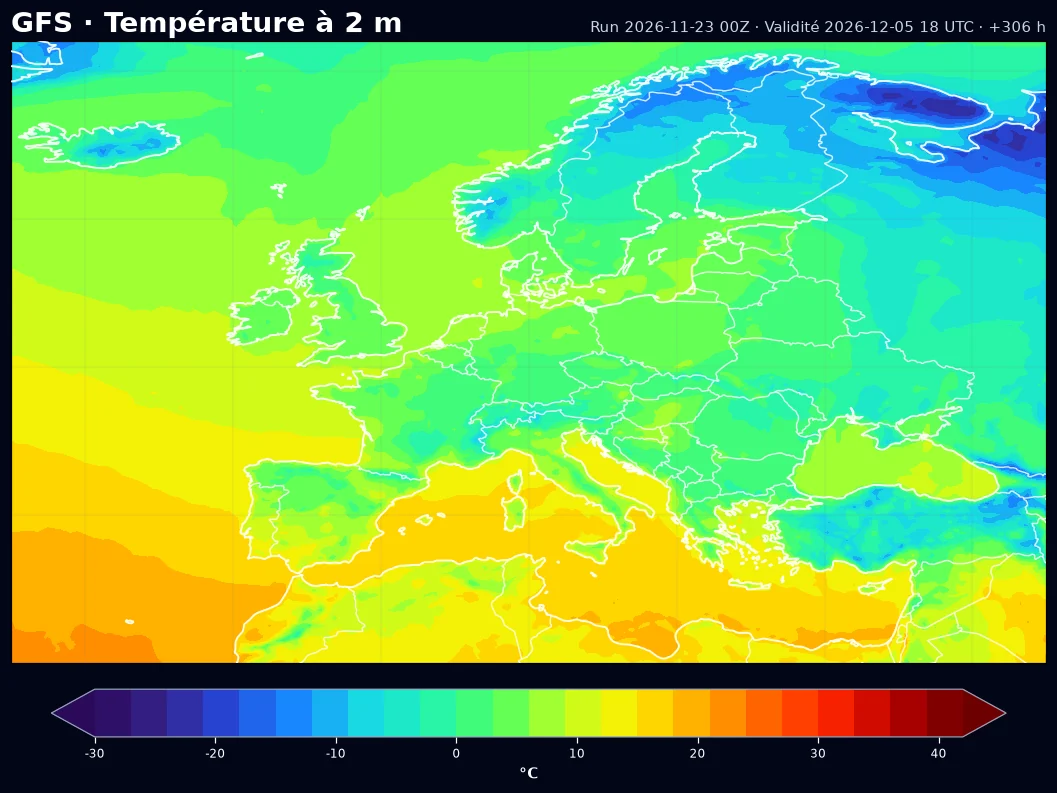 GFS · Température à 2 m
Run 2026-11-23 00Z · Validité 2026-12-05 18 UTC · +306 h
-30 -20 -10 0 10 20 30 40
°C